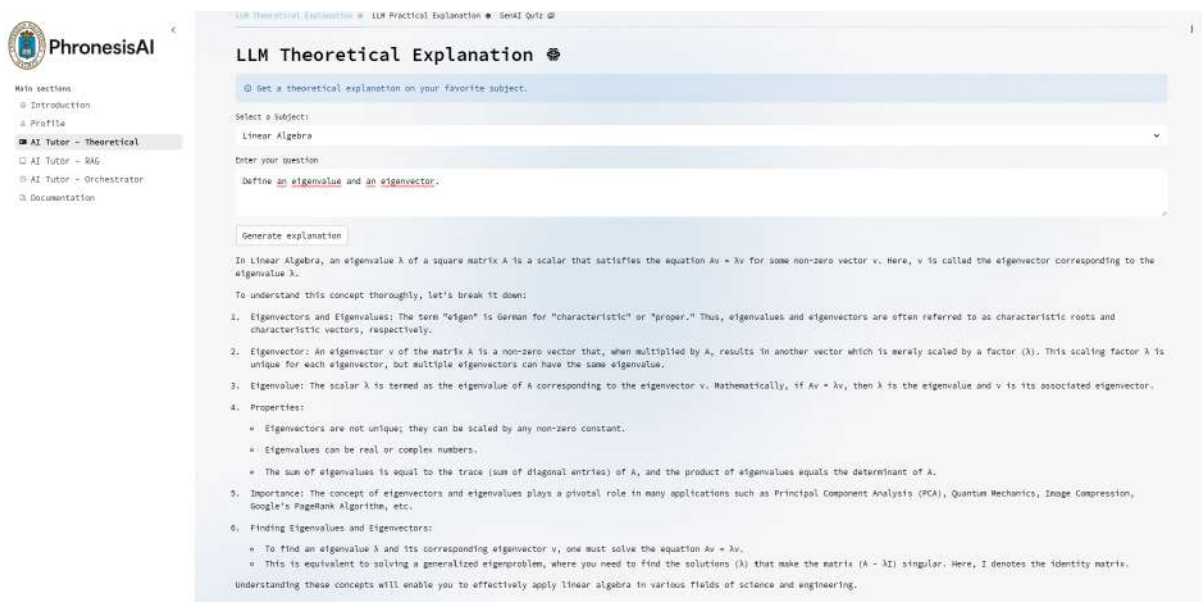 LLM Theoretical Explanation LLM Practical Explanation GenAI Quiz
PhronesisAI
Main sections
Introduction
Profile
AI Tutor - Theoretical
AI Tutor - RAG
AI Tutor - Orchestrator
Documentation
LLM Theoretical Explanation
Get a theoretical explanation on your favorite subject.
Select a Subject:
Linear Algebra
Enter your question
Define an eigenvalue and an eigenvector.
Generate explanation
In Linear Algebra, an eigenvalue λ of a square matrix A is a scalar that satisfies the equation Av = λv for some non-zero vector v. Here, v is called the eigenvector corresponding to the
eigenvalue λ.
To understand this concept thoroughly, let's break it down:
1. Eigenvectors and Eigenvalues: The term "eigen" is German for "characteristic" or "proper." Thus, eigenvalues and eigenvectors are often referred to as characteristic roots and
characteristic vectors, respectively.
2. Eigenvector: An eigenvector v of the matrix A is a non-zero vector that, when multiplied by A, results in another vector which is merely scaled by a factor (λ). This scaling factor λ is
unique for each eigenvector, but multiple eigenvectors can have the same eigenvalue.
3. Eigenvalue: The scalar λ is termed as the eigenvalue of A corresponding to the eigenvector v. Mathematically, if Av = λv, then λ is the eigenvalue and v is its associated eigenvector.
4. Properties:
Eigenvectors are not unique; they can be scaled by any non-zero constant.
Eigenvalues can be real or complex numbers.
The sum of eigenvalues is equal to the trace (sum of diagonal entries) of A, and the product of eigenvalues equals the determinant of A.
5. Importance: The concept of eigenvectors and eigenvalues plays a pivotal role in many applications such as Principal Component Analysis (PCA), Quantum Mechanics, Image Compression,
Google's PageRank Algorithm, etc.
6. Finding Eigenvalues and Eigenvectors:
To find an eigenvalue λ and its corresponding eigenvector v, one must solve the equation Av = λv.
This is equivalent to solving a generalized eigenproblem, where you need to find the solutions (λ) that make the matrix (A - λI) singular. Here, I denotes the identity matrix.
Understanding these concepts will enable you to effectively apply linear algebra in various fields of science and engineering.